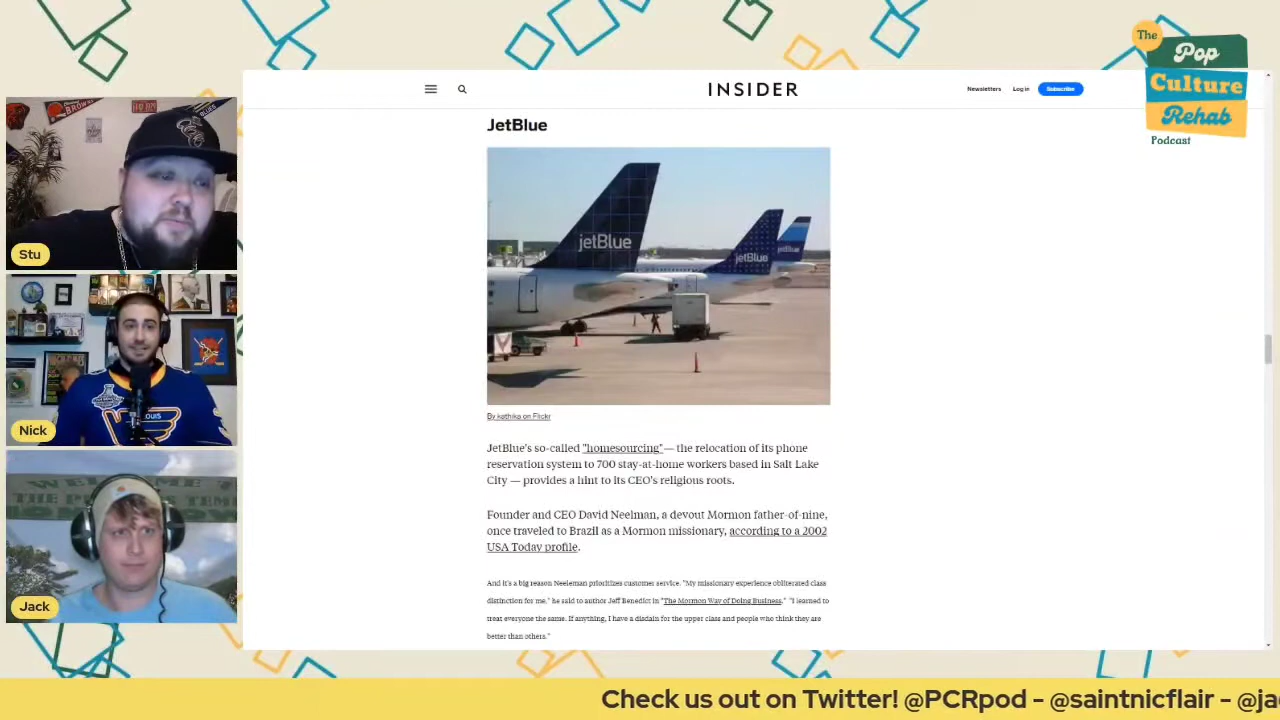 The
Pop
Culture
Rehab
Podcast
INSIDER
Newsletters
Log in
Subscribe
JetBlue
jetBlue
jetBlue
jetBlue
By kathika on Flickr
JetBlue's so-called "homesourcing"— the relocation of its phone
reservation system to 700 stay-at-home workers based in Salt Lake
City — provides a hint to its CEO's religious roots.
Founder and CEO David Neelman, a devout Mormon father-of-nine,
once traveled to Brazil as a Mormon missionary, according to a 2002
USA Today profile.
And it's a big reason Neeleman prioritizes customer service. "My missionary experience obliterated class
distinction for me," he said to author Jeff Benedict in "The Mormon Way of Doing Business." "I learned to
treat everyone the same. If anything, I have a disdain for the upper class and people who think they are
better than others."
BROWNS
BLUES
Stu
LOUIS
Nick
WELCOME
Jack
Check us out on Twitter! @PCRpod - @saintnicflair - @ja